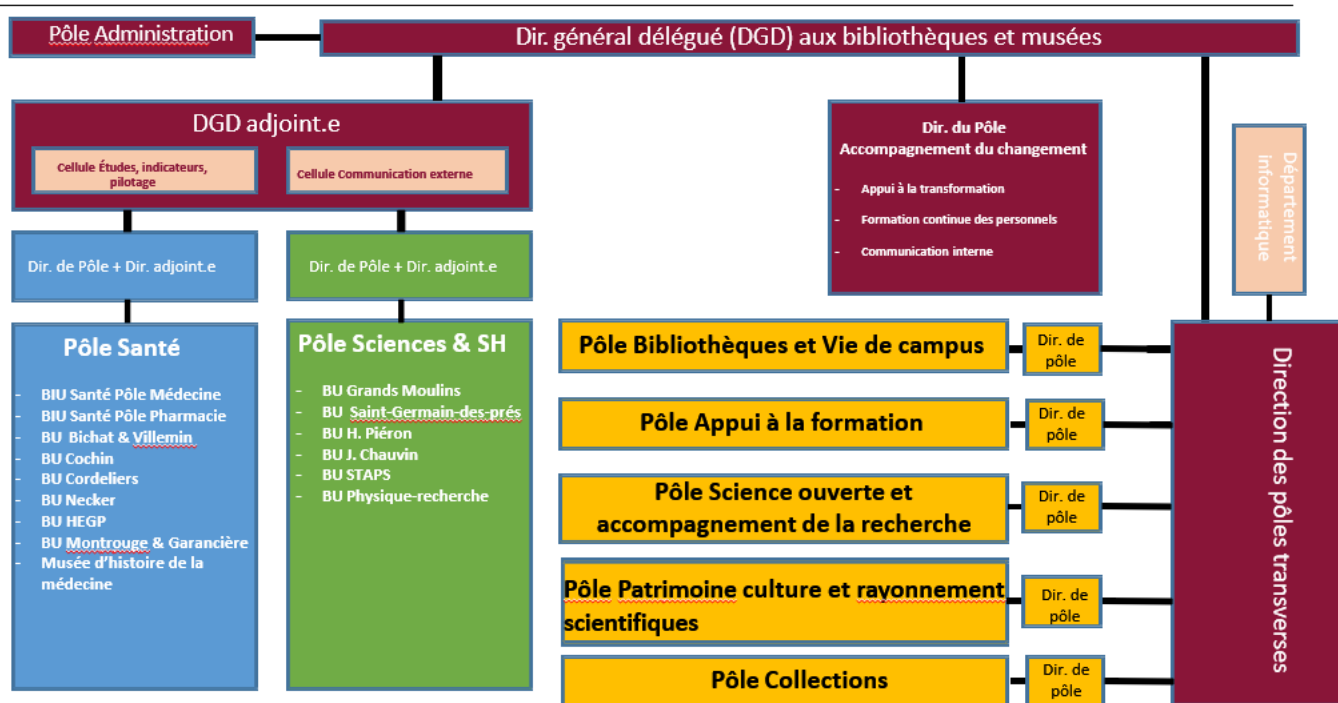 Pôle Administration
Dir. général délégué (DGD) aux bibliothèques et musées
DGD adjoint.e
Cellule Études, indicateurs,
pilotage
Cellule Communication externe
Dir. du Pôle
Accompagnement du changement
- Appui à la transformation
- Formation continue des personnels
- Communication interne
Département
informatique
Dir. de Pôle + Dir. adjoint.e
Dir. de Pôle + Dir. adjoint.e
Pôle Santé
- BIU Santé Pôle Médecine
- BIU Santé Pôle Pharmacie
- BU Bichat & Villemin
- BU Cochin
- BU Cordeliers
- BU Necker
- BU HEGP
- BU Montrouge & Garancière
- Musée d'histoire de la
médecine
Pôle Sciences & SH
- BU Grands Moulins
- BU Saint-Germain-des-prés
- BU H. Piéron
- BU J. Chauvin
- BU STAPS
- BU Physique-recherche
Pôle Bibliothèques et Vie de campus
Dir. de
pôle
Pôle Appui à la formation
Dir. de
pôle
Pôle Science ouverte et
accompagnement de la recherche
Dir. de
pôle
Pôle Patrimoine culture et rayonnement
scientifiques
Dir. de
pôle
Pôle Collections
Dir. de
pôle
Direction des pôles transverses